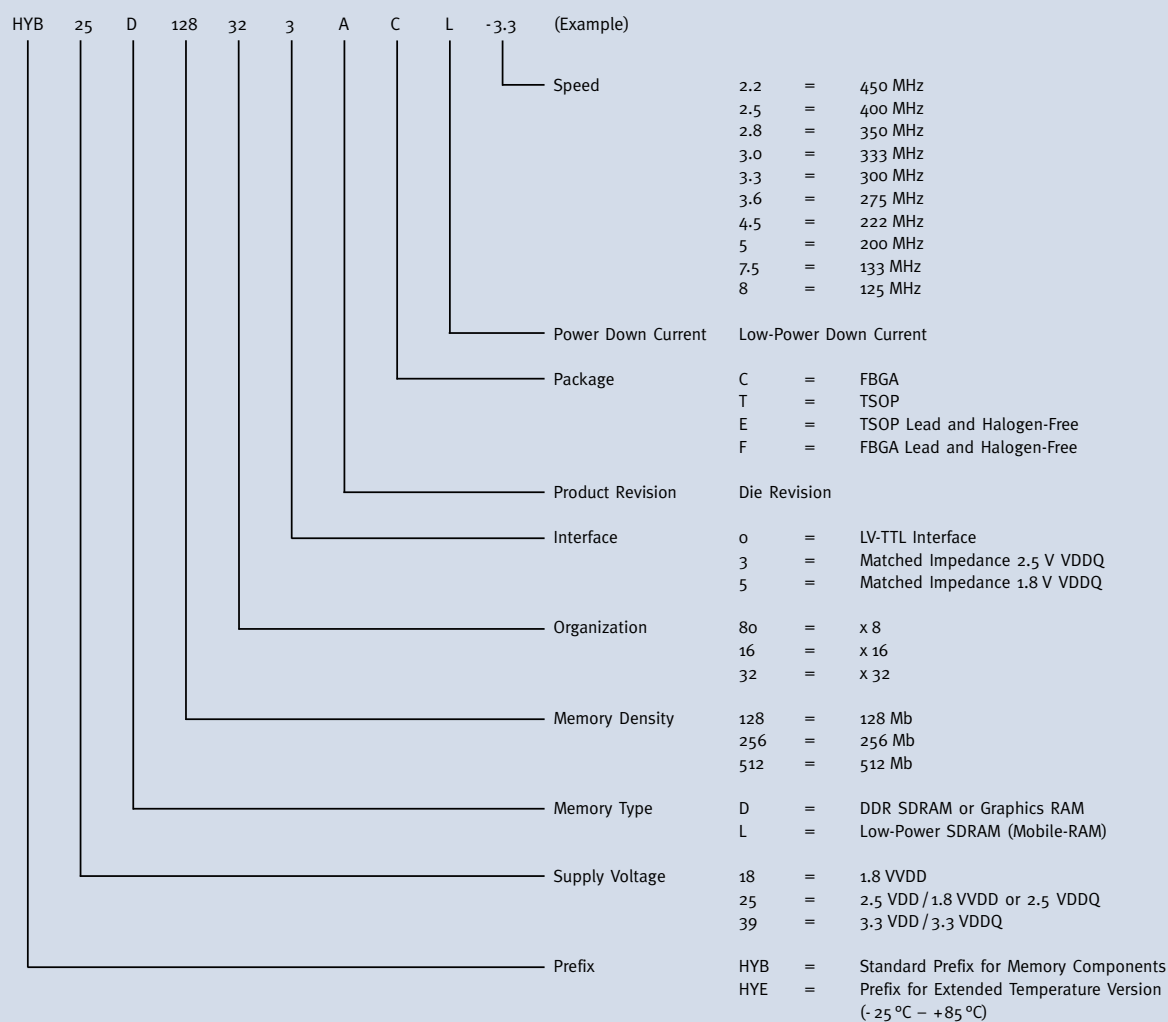 HYB 25 D 128 32 3 A C L -3.3 (Example)
Speed 2.2 = 450 MHz
2.5 = 400 MHz
2.8 = 350 MHz
3.0 = 333 MHz
3.3 = 300 MHz
3.6 = 275 MHz
4.5 = 222 MHz
5 = 200 MHz
7.5 = 133 MHz
8 = 125 MHz
Power Down Current Low-Power Down Current
Package C = FBGA
T = TSOP
E = TSOP Lead and Halogen-Free
F = FBGA Lead and Halogen-Free
Product Revision Die Revision
Interface 0 = LV-TTL Interface
3 = Matched Impedance 2.5 V VDDQ
5 = Matched Impedance 1.8 V VDDQ
Organization 80 = x 8
16 = x 16
32 = x 32
Memory Density 128 = 128 Mb
256 = 256 Mb
512 = 512 Mb
Memory Type D = DDR SDRAM or Graphics RAM
L = Low-Power SDRAM (Mobile-RAM)
Supply Voltage 18 = 1.8 VVDD
25 = 2.5 VDD / 1.8 VVDD or 2.5 VDDQ
39 = 3.3 VDD / 3.3 VDDQ
Prefix HYB = Standard Prefix for Memory Components
HYE = Prefix for Extended Temperature Version
(- 25 °C – +85 °C)